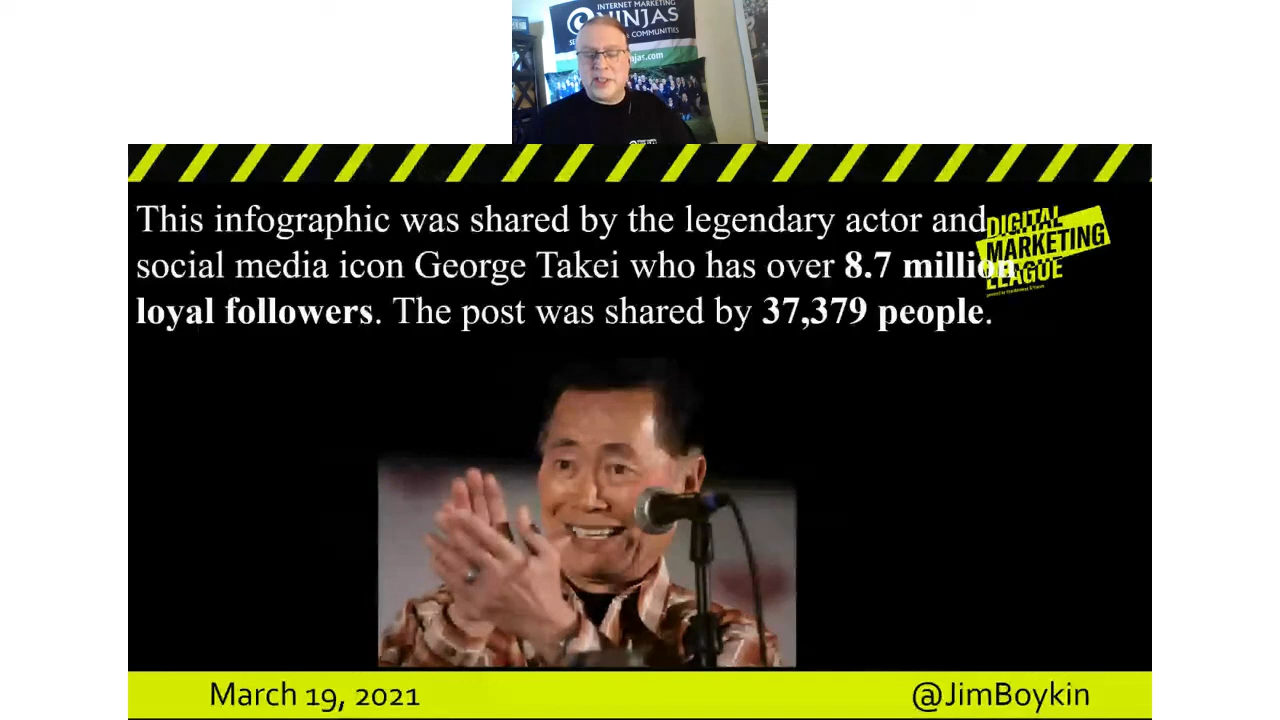 INTERNET MARKETING
NINJAS
COMMUNITIES
This infographic was shared by the legendary actor and
social media icon George Takei who has over 8.7 million
loyal followers. The post was shared by 37,379 people.
DIGITAL
MARKETING
LEAGUE
March 19, 2021
@JimBoykin